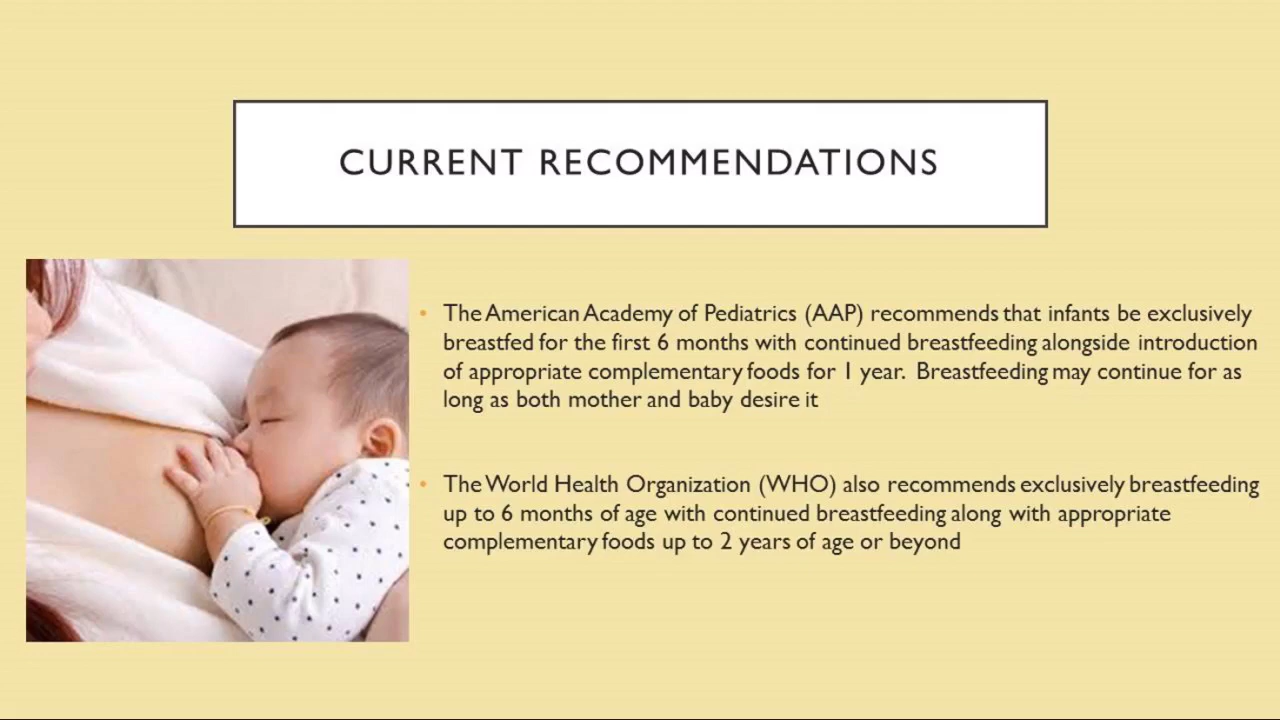 CURRENT RECOMMENDATIONS
• The American Academy of Pediatrics (AAP) recommends that infants be exclusively
breastfed for the first 6 months with continued breastfeeding alongside introduction
of appropriate complementary foods for 1 year. Breastfeeding may continue for as
long as both mother and baby desire it
• The World Health Organization (WHO) also recommends exclusively breastfeeding
up to 6 months of age with continued breastfeeding along with appropriate
complementary foods up to 2 years of age or beyond